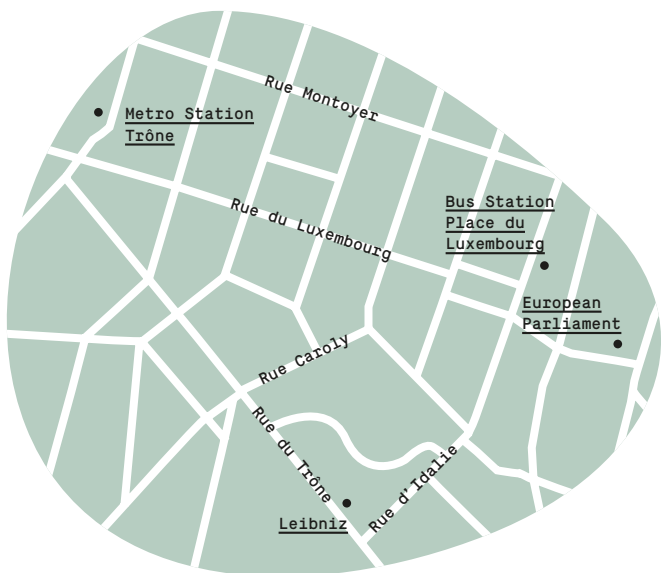 Rue Montoyer
Metro Station
Trône
Rue du Luxembourg
Bus Station
Place du
Luxembourg
European
Parliament
Rue Caroly
Rue du Trône
Rue d'Idalie
Leibniz